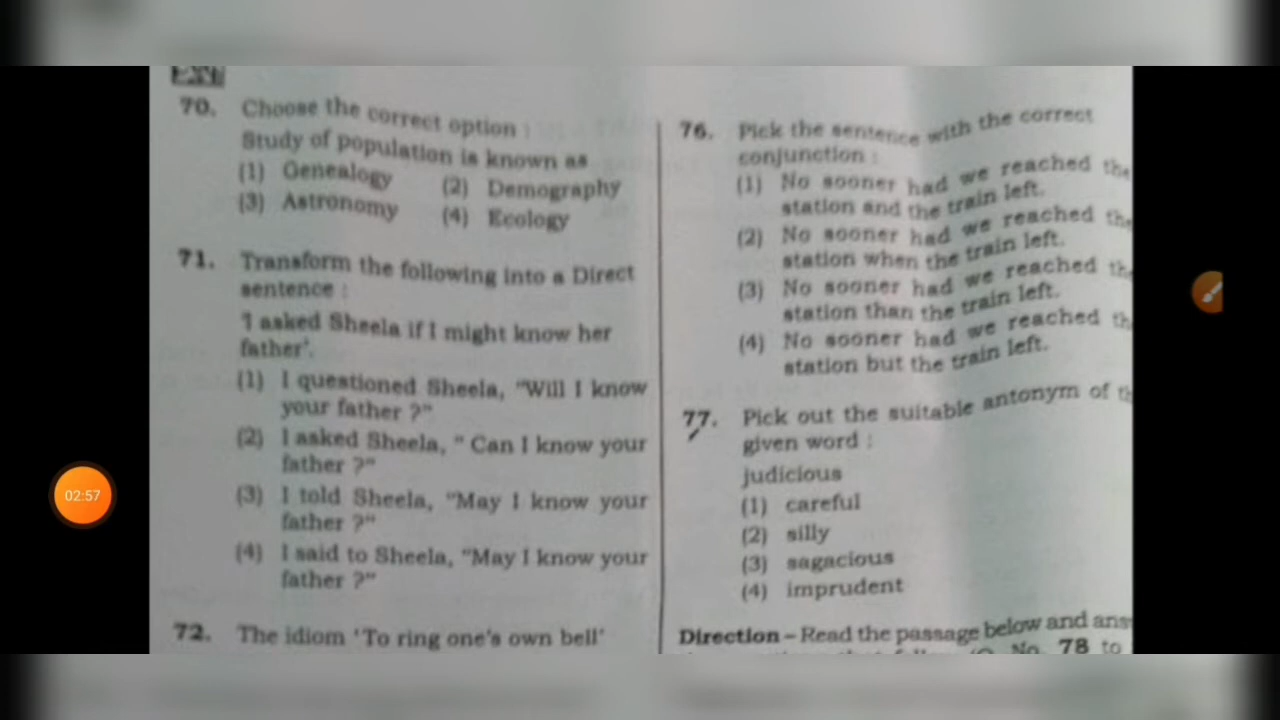 70. Choose the correct option :
Study of population is known as
(1) Genealogy (2) Demography
(3) Astronomy (4) Ecology
71. Transform the following into a Direct
sentence :
'I asked Sheela if I might know her
father'.
(1) I questioned Sheela, "Will I know
your father ?"
(2) I asked Sheela, " Can I know your
father ?"
(3) I told Sheela, "May I know your
father ?"
(4) I said to Sheela, "May I know your
father ?"
72. The idiom 'To ring one's own bell'
76. Pick the sentence with the correct
conjunction :
(1) No sooner had we reached the
station and the train left.
(2) No sooner had we reached the
station when the train left.
(3) No sooner had we reached th
station than the train left.
(4) No sooner had we reached th
station but the train left.
77. Pick out the suitable antonym of th
given word :
judicious
(1) careful
(2) silly
(3) sagacious
(4) imprudent
Direction – Read the passage below and ans
No. 78 to
02:57